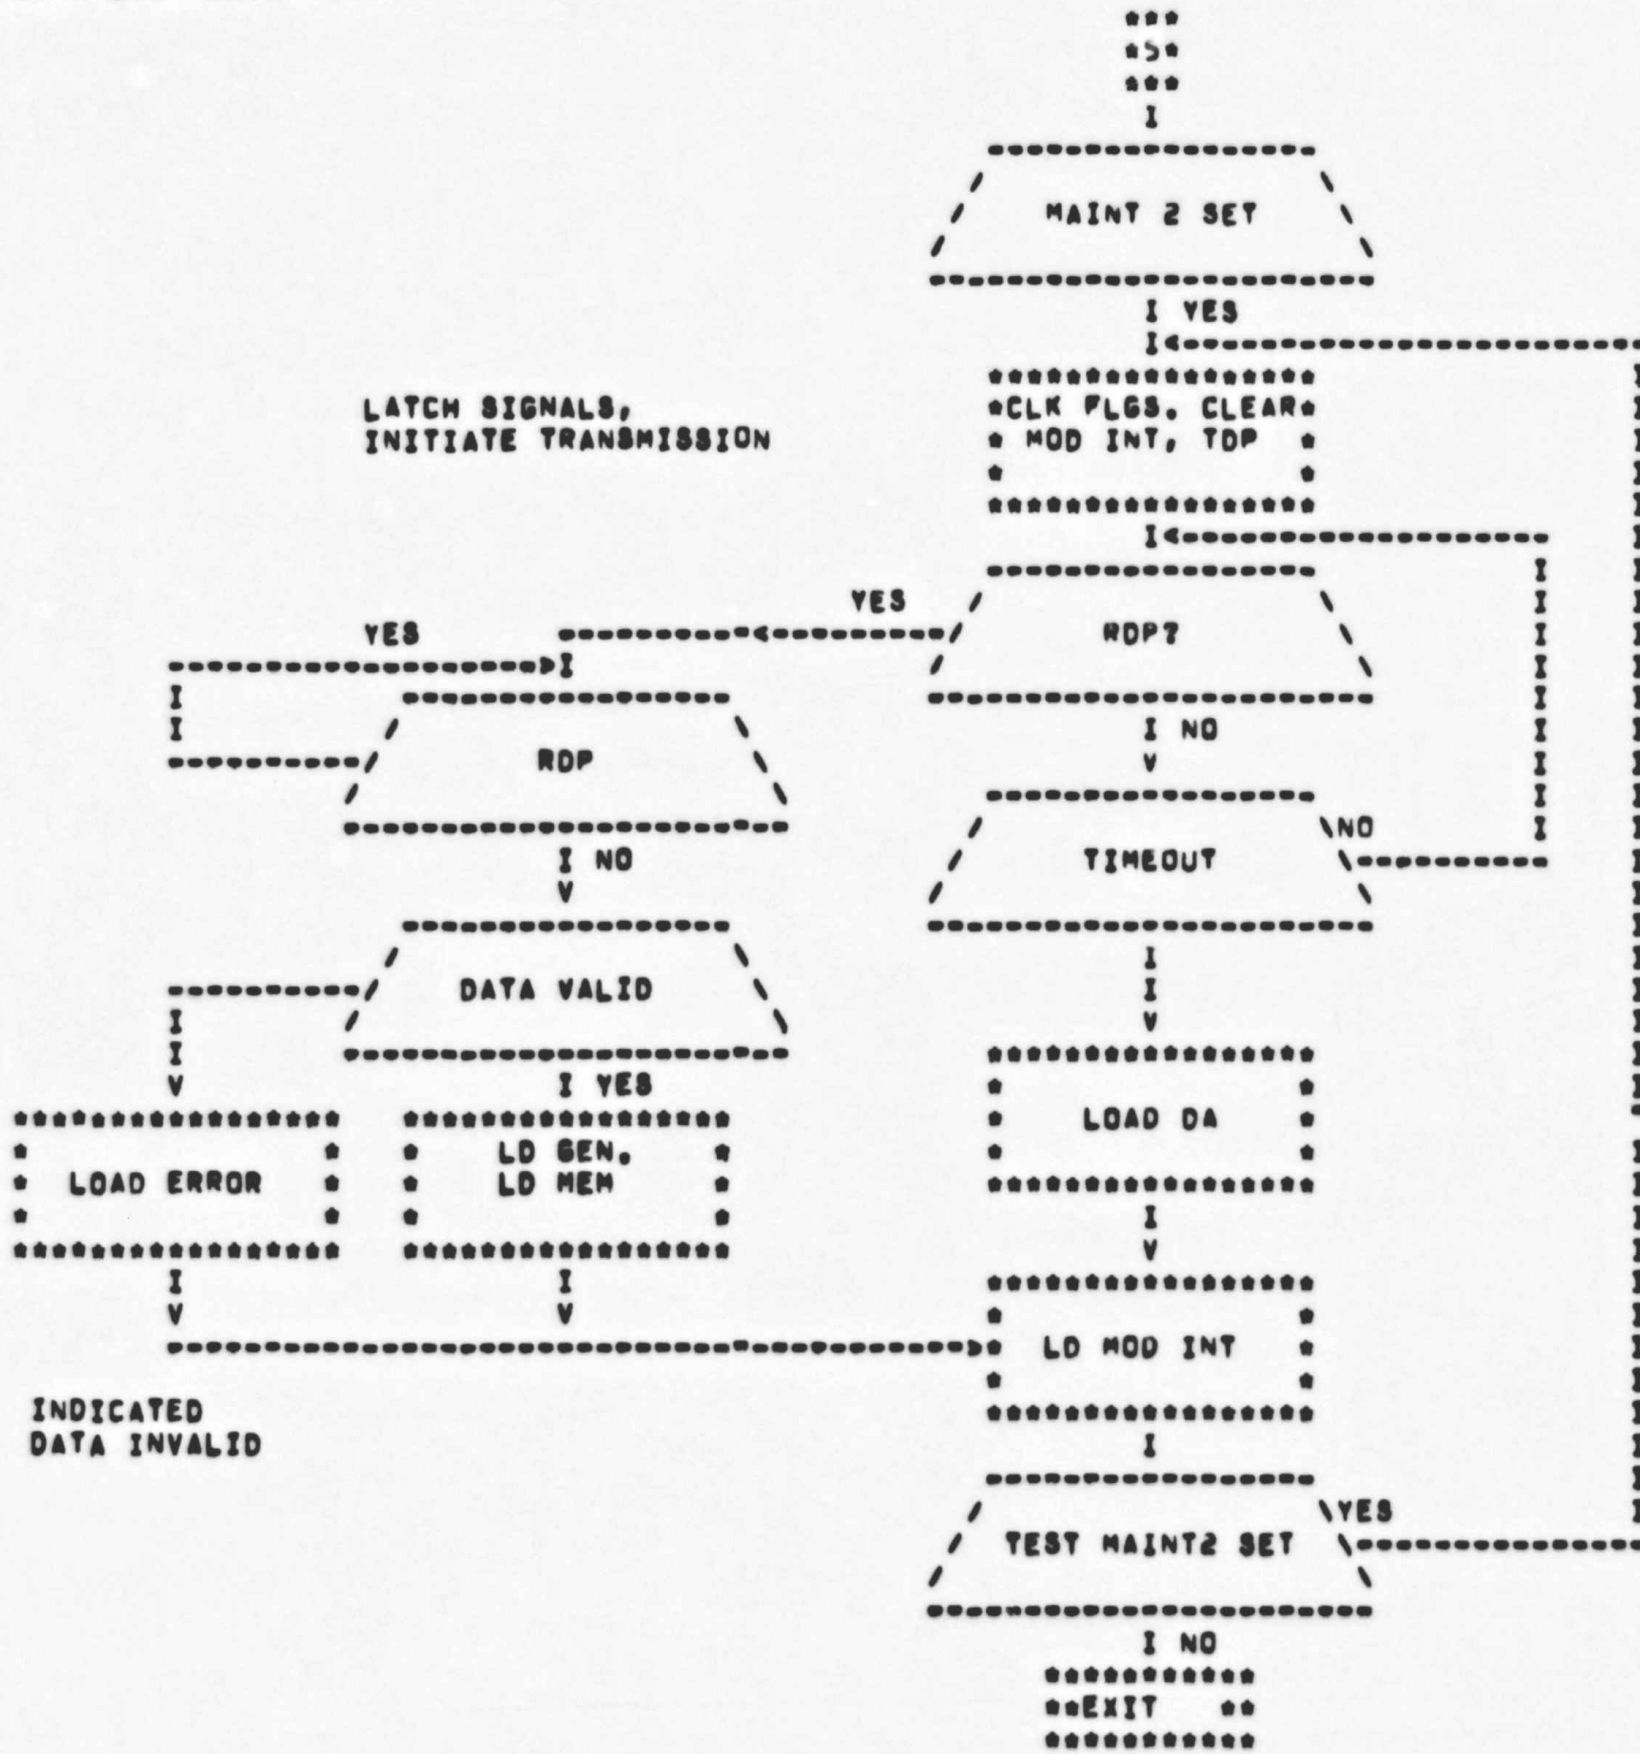 S
MAINT 2 SET
YES
LATCH SIGNALS,
INITIATE TRANSMISSION
CLK FLGS. CLEAR
MOD INT, TDP
YES
YES
RDP?
RDP
NO
NO
TIMEOUT
NO
DATA VALID
YES
LOAD ERROR
LD GEN.
LD MEM
LOAD DA
LD MOD INT
INDICATED
DATA INVALID
TEST MAINT2 SET
YES
NO
EXIT